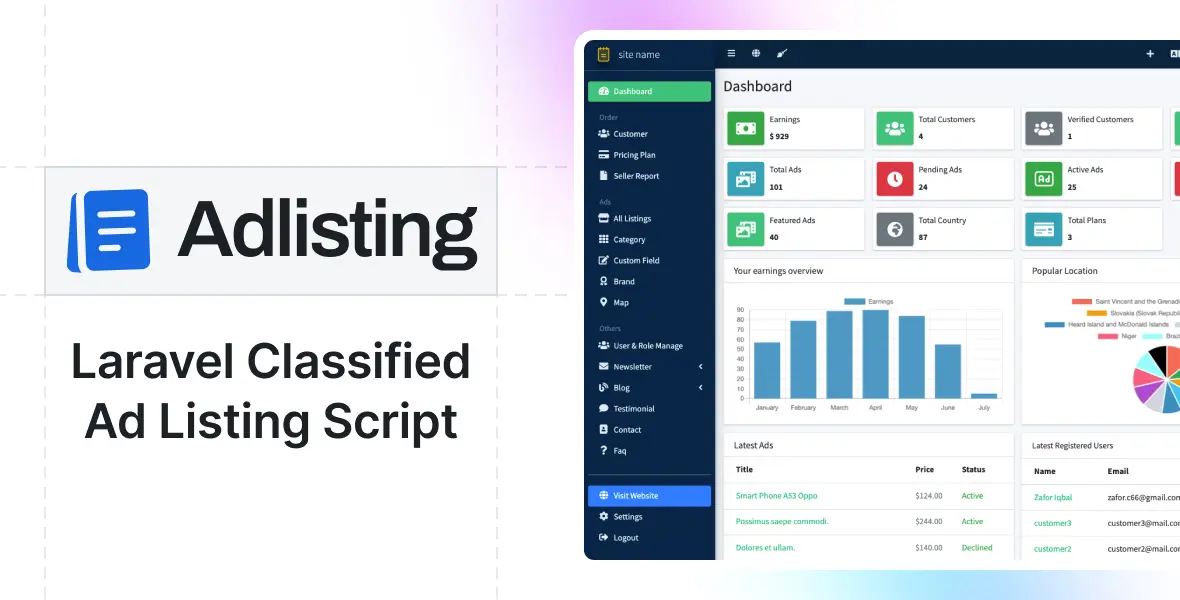 Adlisting
Laravel Classified
Ad Listing Script
site name
Dashboard
Order
Customer
Pricing Plan
Seller Report
Ads
All Listings
Category
Custom Field
Brand
Map
Others
User & Role Manage
Newsletter
Blog
Testimonial
Contact
Faq
Visit Website
Settings
Logout
Dashboard
Earnings
$ 929
Total Customers
4
Verified Customers
1
Total Ads
101
Pending Ads
24
Ad
Active Ads
25
Featured Ads
40
Total Country
87
Total Plans
3
Your earnings overview
Earnings
90
80
70
60
50
40
30
20
10
0
January February March April May June July
Popular Location
Saint Vincent and the Grenadi
Slovakia (Slovak Republi
Heard Island and McDonald Islands
Niger Brazi
Latest Ads
Title Price Status
Smart Phone A53 Oppo $124.00 Active
Possimus saepe commodi. $244.00 Active
Dolores et ullam. $140.00 Declined
Latest Registered Users
Name Email
Zafor Iqbal zafor.c66@gmail.com
customer3 customer3@mail.com
customer2 customer2@mail.com